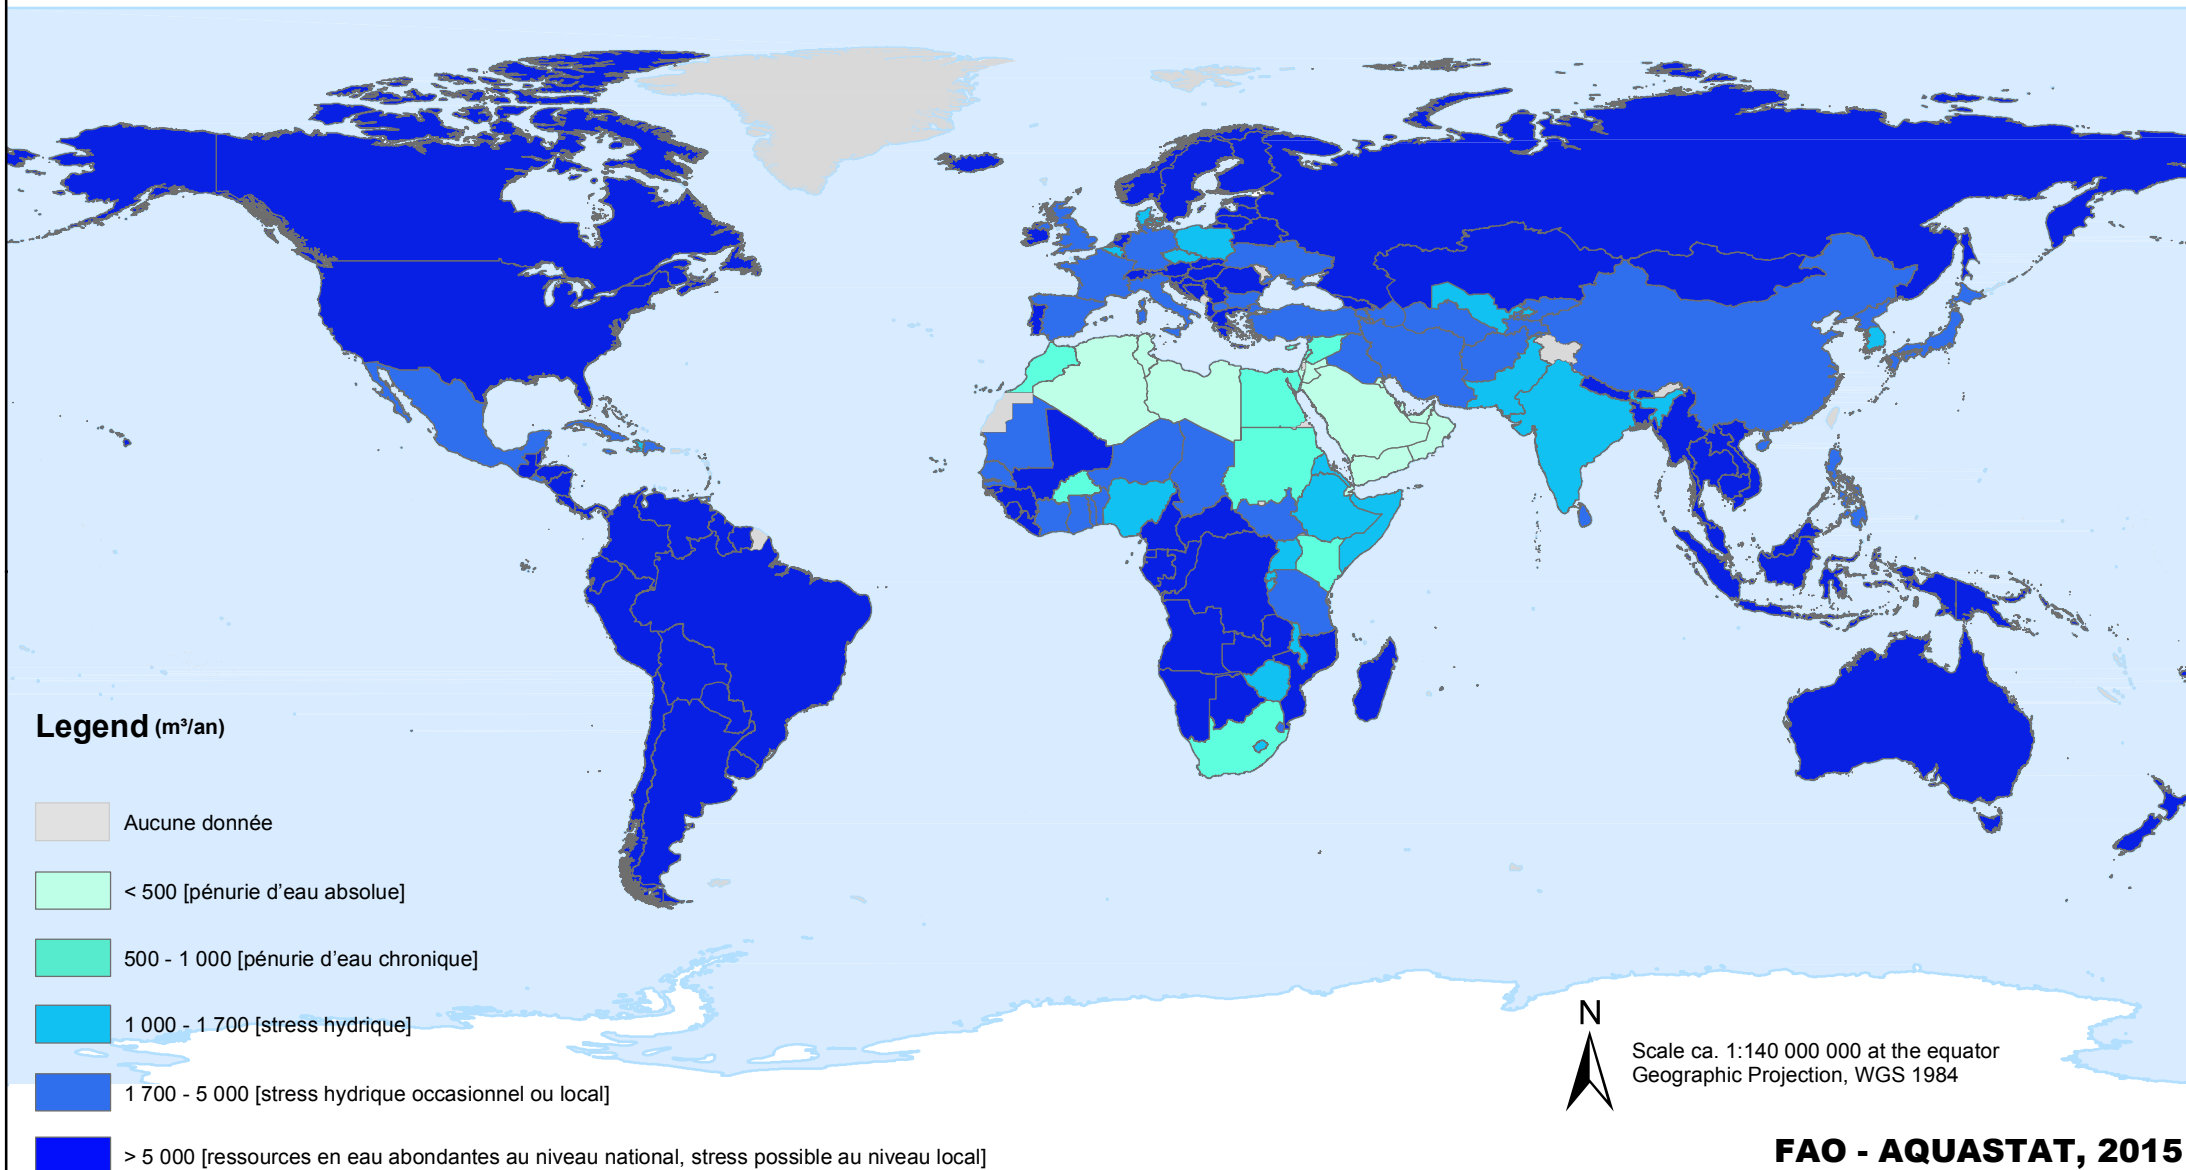 Legend (m³/an)
Aucune donnée
< 500 [pénurie d'eau absolue]
500 - 1 000 [pénurie d'eau chronique]
1 000 - 1 700 [stress hydrique]
1 700 - 5 000 [stress hydrique occasionnel ou local]
> 5 000 [ressources en eau abondantes au niveau national, stress possible au niveau local]
N
Scale ca. 1:140 000 000 at the equator
Geographic Projection, WGS 1984
FAO - AQUASTAT, 2015